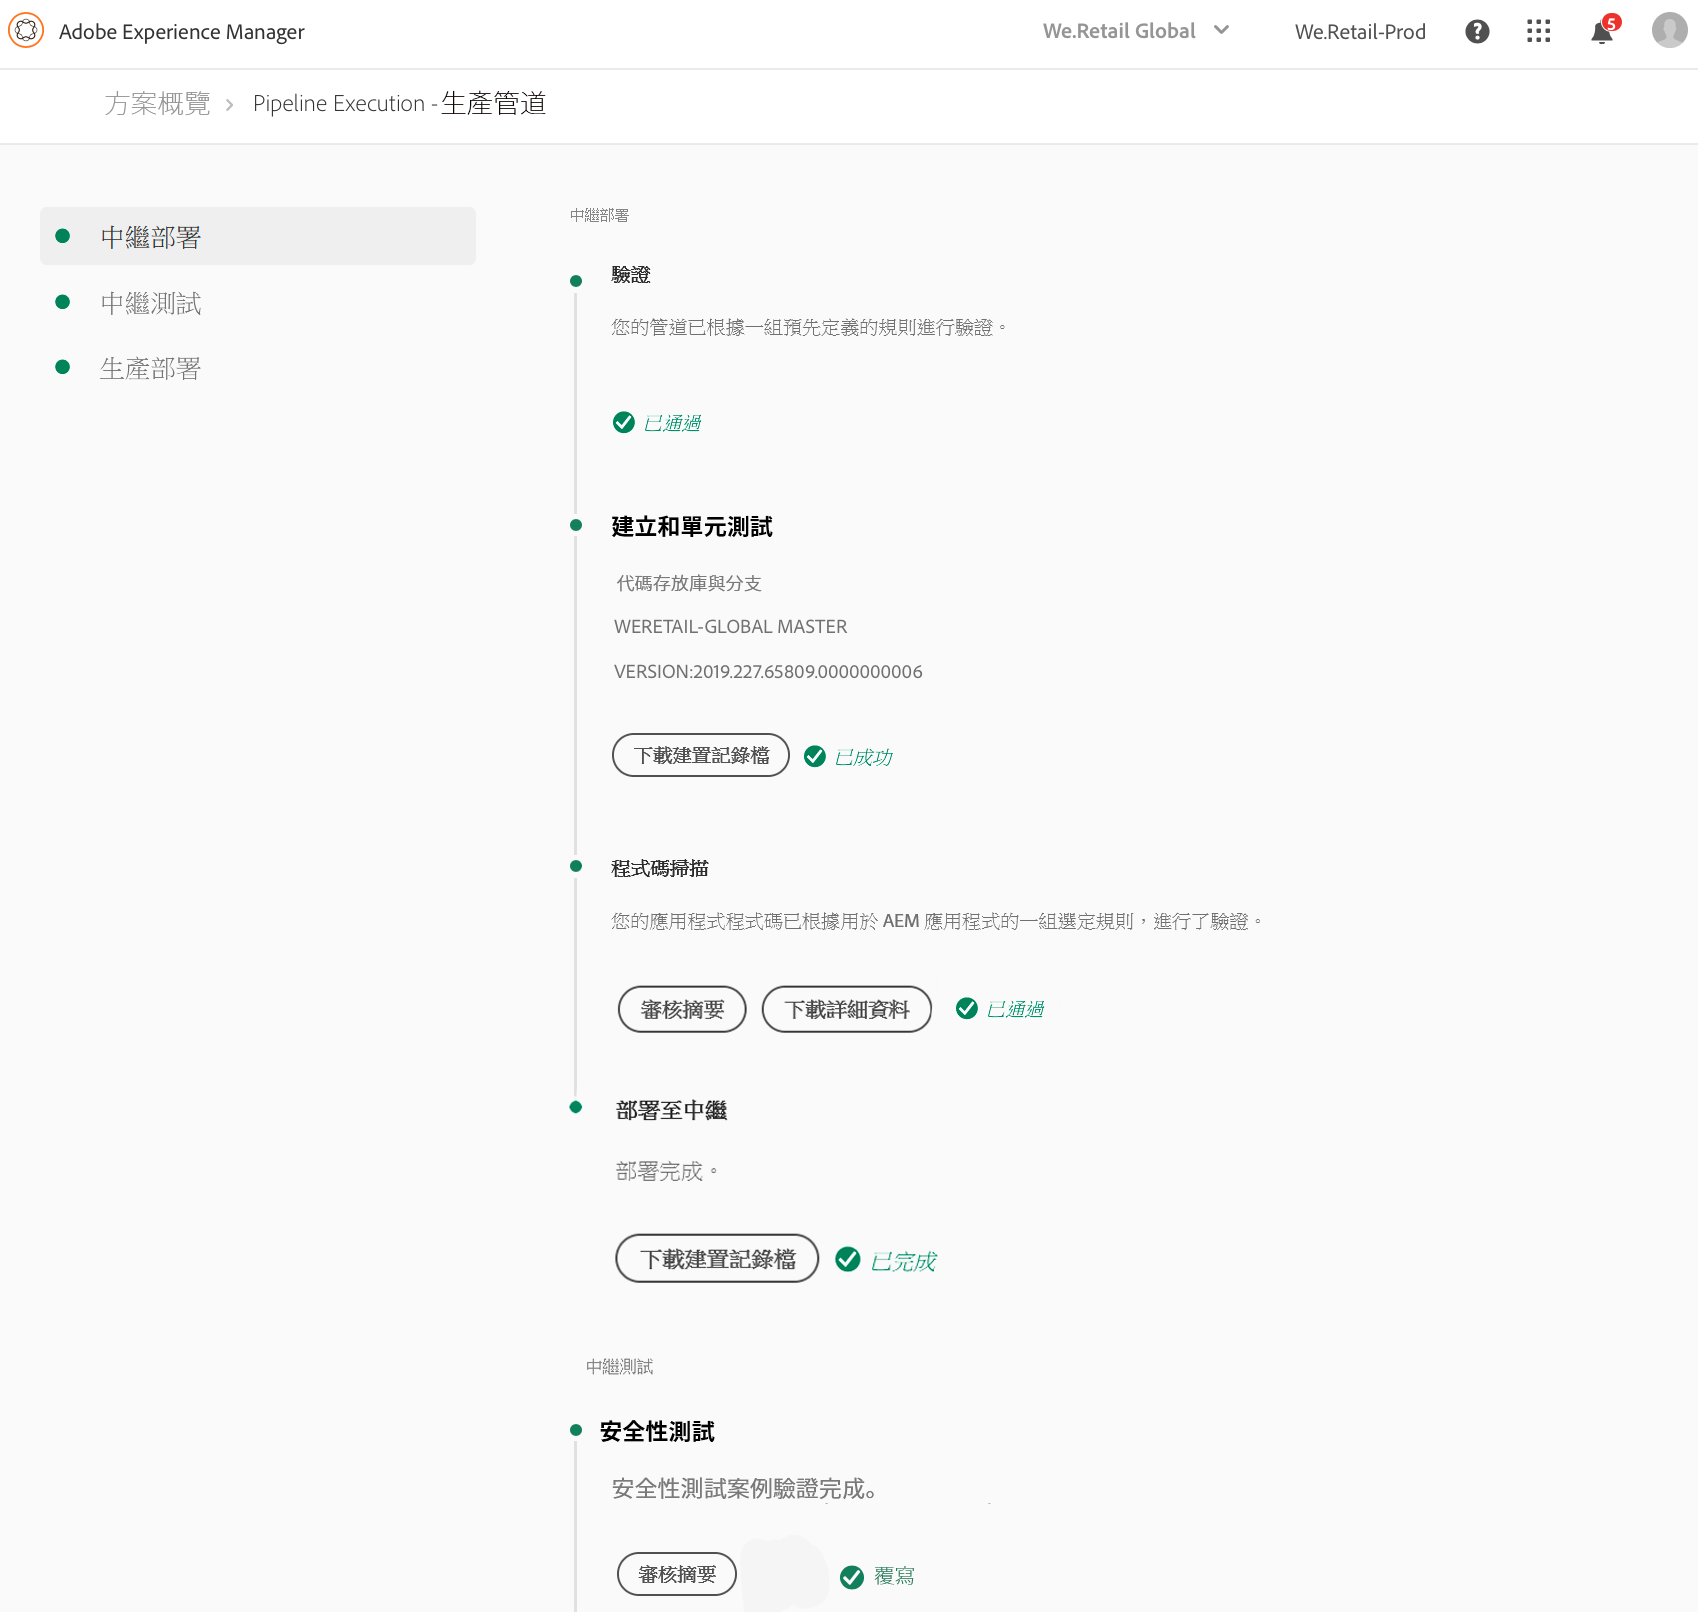 Adobe Experience Manager
We.Retail Global
We.Retail-Prod
5
方案概覽 › Pipeline Execution - 生產管道
中繼部署
中繼測試
生產部署
中繼部署
驗證
您的管道已根據一組預先定義的規則進行驗證。
已通過
建立和單元測試
代碼存放庫與分支
WERETAIL-GLOBAL MASTER
VERSION:2019.227.65809.0000000006
下載建置記錄檔 已成功
程式碼掃描
您的應用程式程式碼已根據用於 AEM 應用程式的一組選定規則，進行了驗證。
審核摘要 下載詳細資料 已通過
部署至中繼
部署完成。
下載建置記錄檔 已完成
中繼測試
安全性測試
安全性測試案例驗證完成。
審核摘要 覆寫